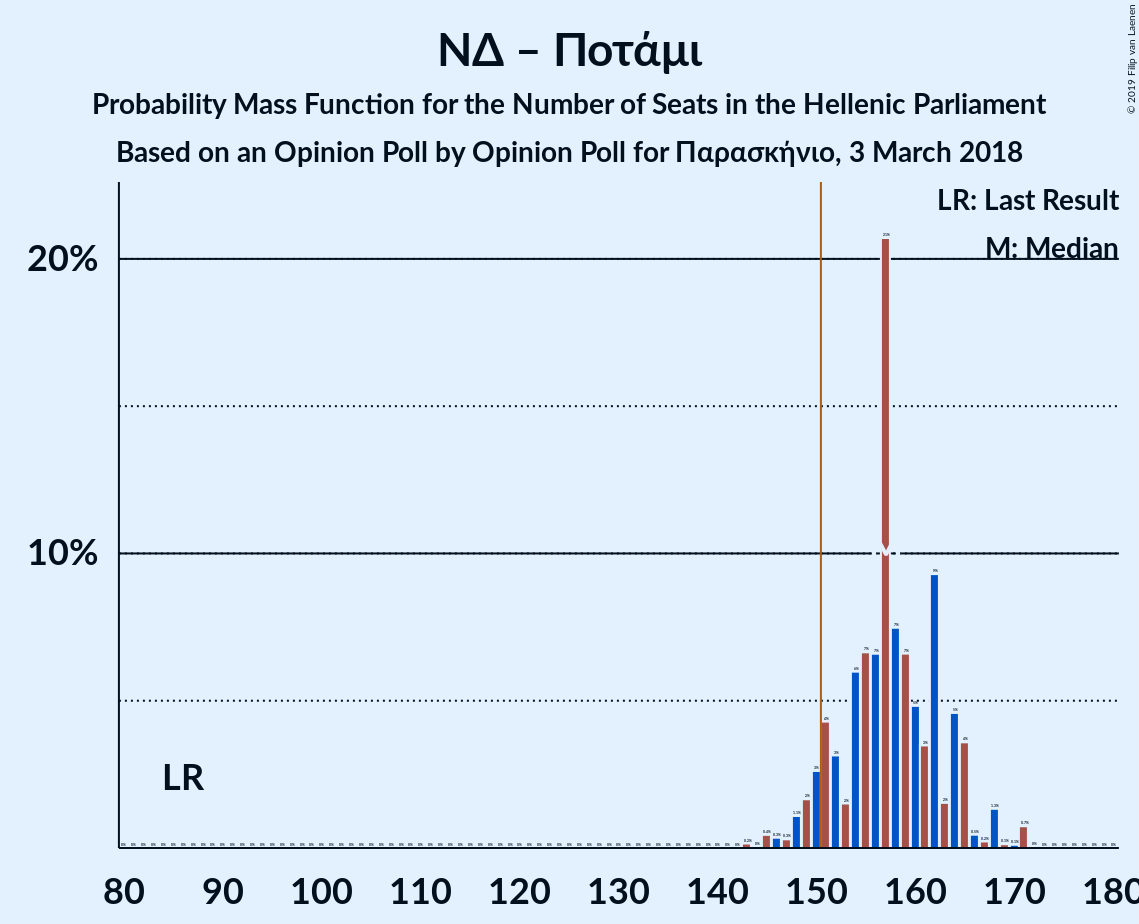 ΝΔ – Ποτάμι
Probability Mass Function for the Number of Seats in the Hellenic Parliament
Based on an Opinion Poll by Opinion Poll for Παρασκήνιο, 3 March 2018
© 2019 Filip van Laenen
LR: Last Result
M: Median
20%
10%
M
LR
80 90 100 110 120 130 140 150 160 170 180